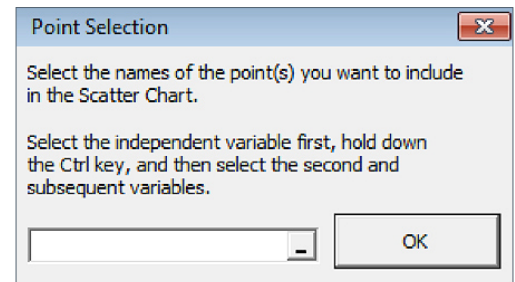 Point Selection
Select the names of the point(s) you want to include
in the Scatter Chart.
Select the independent variable first, hold down
the Ctrl key, and then select the second and
subsequent variables.
OK